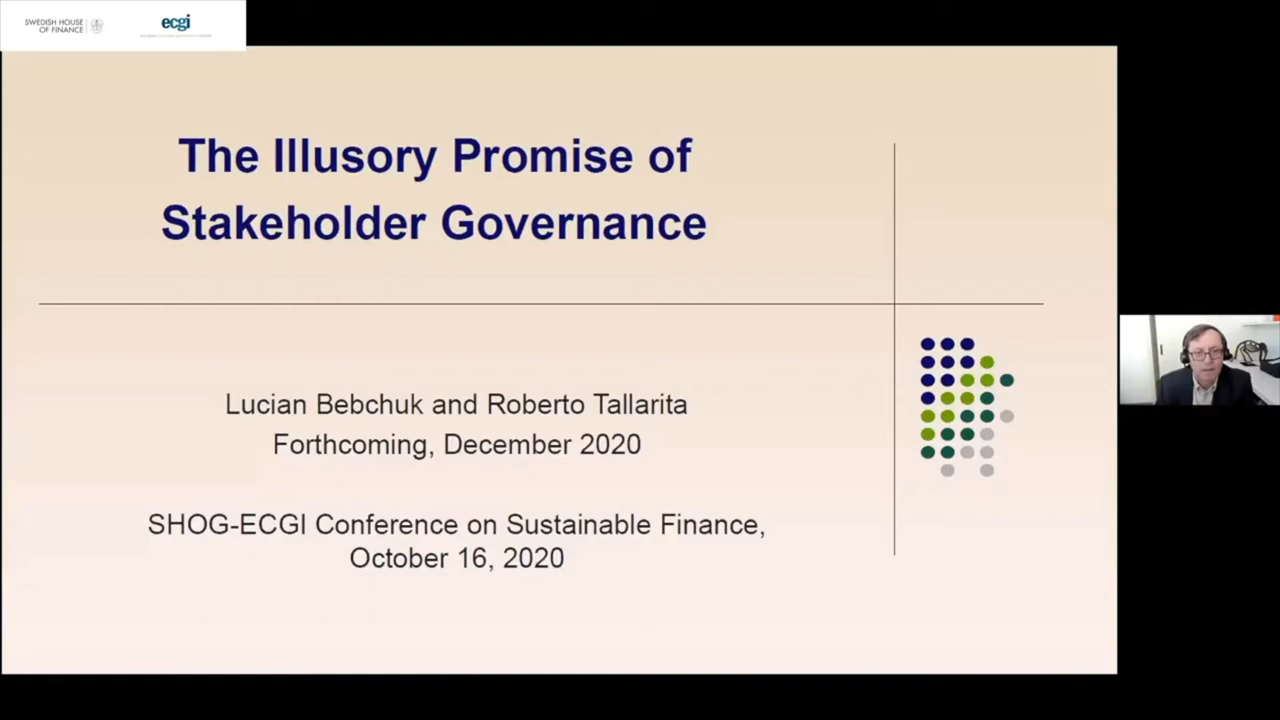 SWEDISH HOUSE
OF FINANCE
ecgi
The Illusory Promise of
Stakeholder Governance
Lucian Bebchuk and Roberto Tallarita
Forthcoming, December 2020
SHOG-ECGI Conference on Sustainable Finance,
October 16, 2020